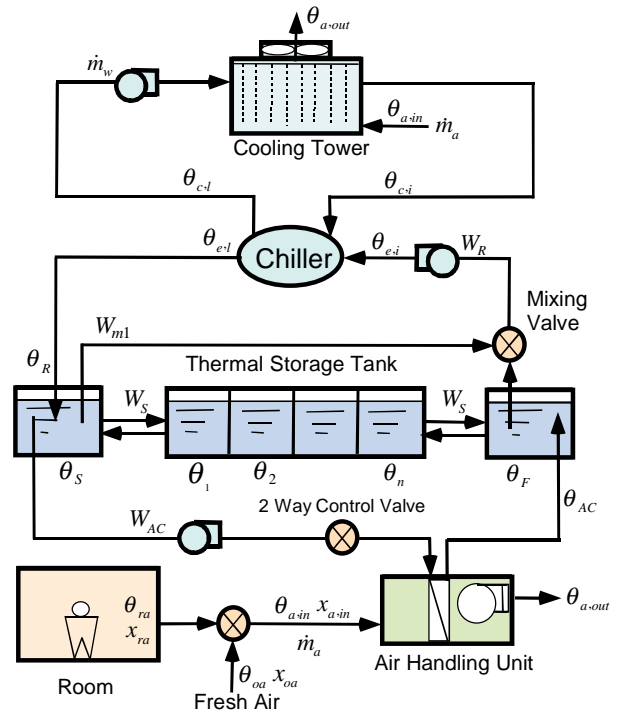 θa,out
ṁw
θa,in
ṁa
Cooling Tower
θc,l
θc,i
θe,l
Chiller
θe,i
WR
Mixing
Valve
Wm1
θR
Thermal Storage Tank
WS
WS
θS
θ1
θ2
θn
θF
θAC
WAC
2 Way Control Valve
θra
xra
θa,in xa,in
ṁa
θa,out
θoa xoa
Fresh Air
Room
Air Handling Unit